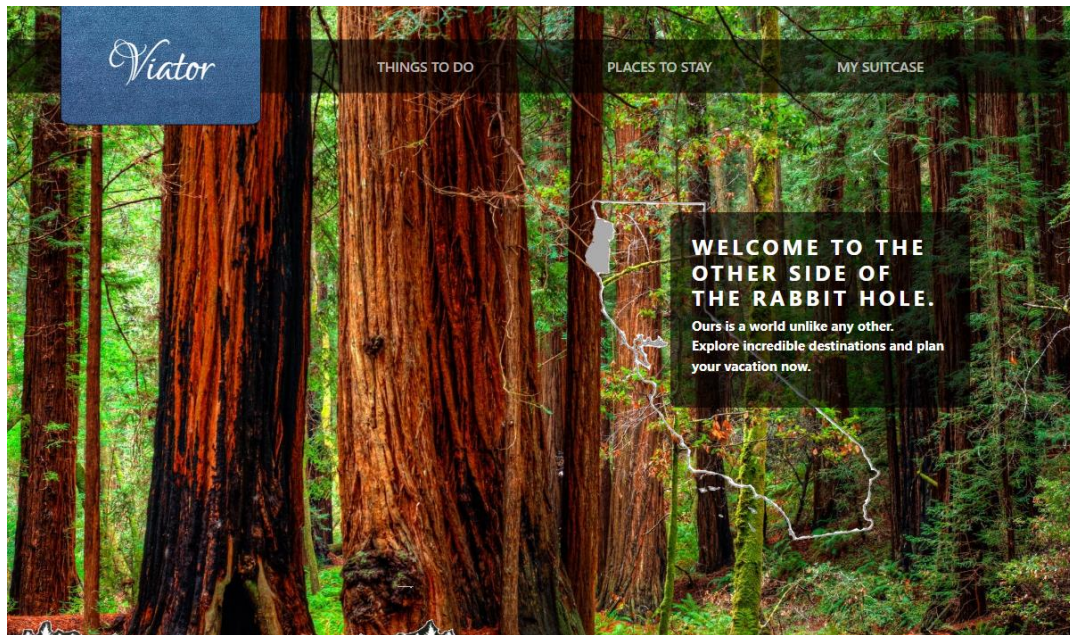 Viator
THINGS TO DO
PLACES TO STAY
MY SUITCASE
WELCOME TO THE
OTHER SIDE OF
THE RABBIT HOLE.
Ours is a world unlike any other.
Explore incredible destinations and plan
your vacation now.